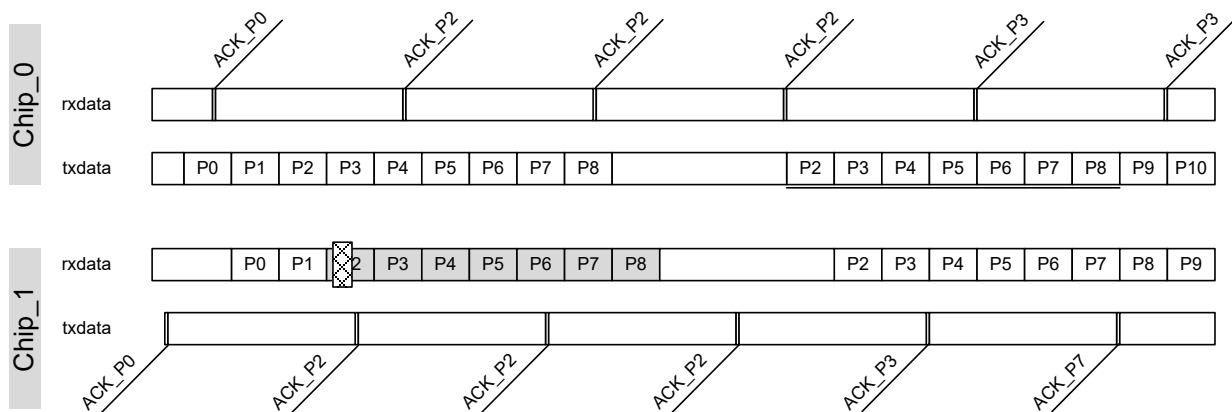 ACK_P0 ACK_P2 ACK_P2 ACK_P2 ACK_P3 ACK_P3
Chip_0
rxdata
txdata P0 P1 P2 P3 P4 P5 P6 P7 P8 P2 P3 P4 P5 P6 P7 P8 P9 P10
Chip_1
rxdata P0 P1 2 P3 P4 P5 P6 P7 P8 P2 P3 P4 P5 P6 P7 P8 P9
txdata
ACK_P0 ACK_P2 ACK_P2 ACK_P2 ACK_P3 ACK_P7